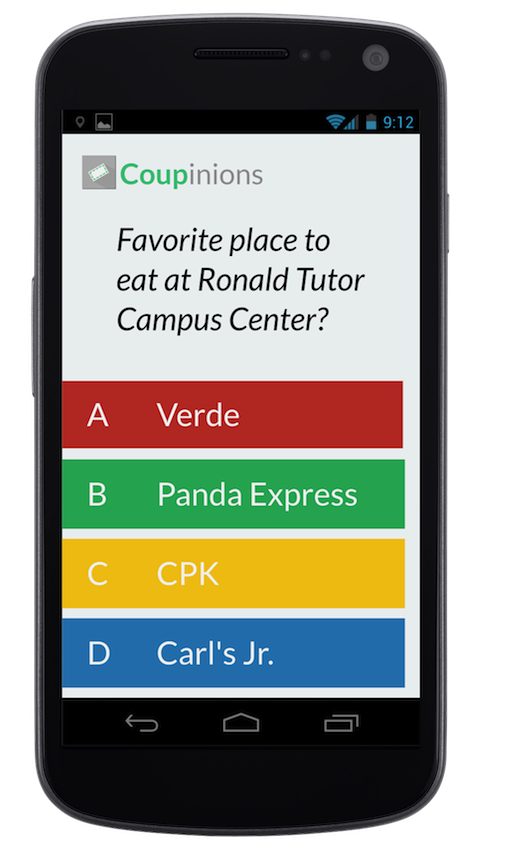 9:12
Coupinions
Favorite place to
eat at Ronald Tutor
Campus Center?
A Verde
B Panda Express
C CPK
D Carl's Jr.